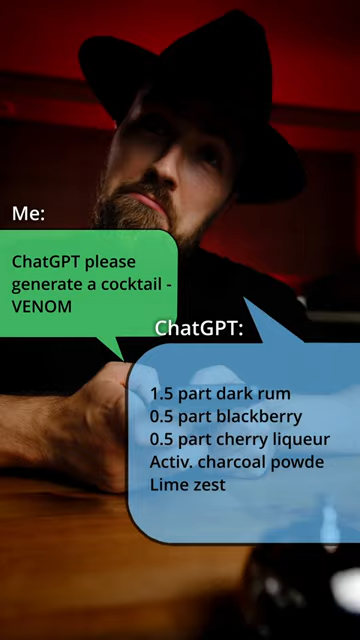 Me:
ChatGPT please
generate a cocktail -
VENOM
ChatGPT:
1.5 part dark rum
0.5 part blackberry
0.5 part cherry liqueur
Activ. charcoal powde
Lime zest